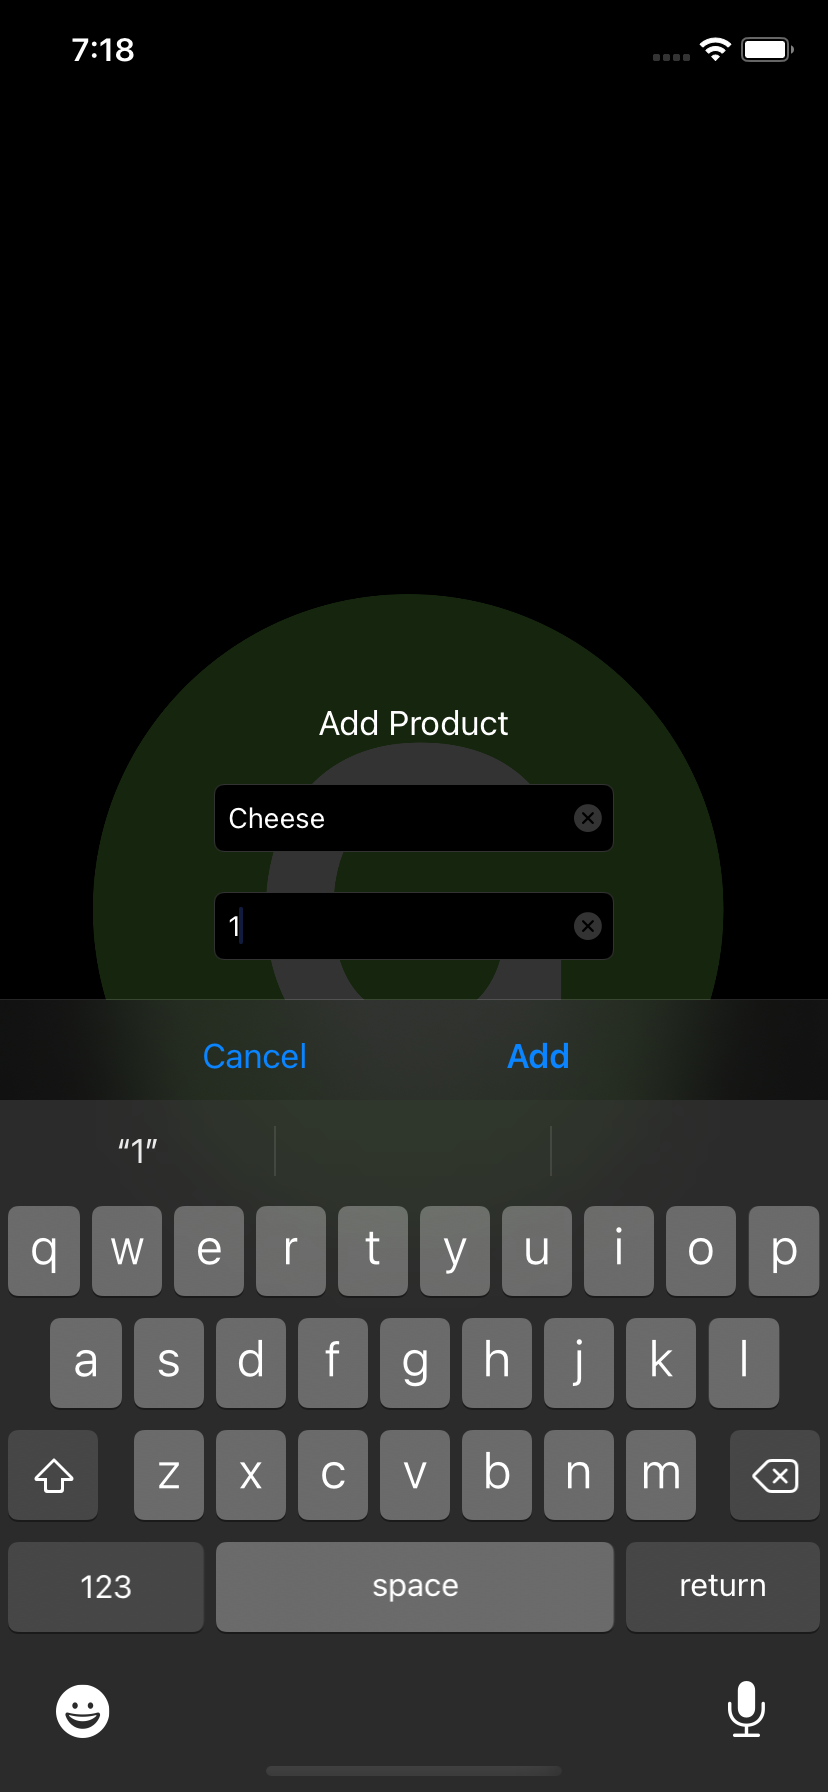 7:18
Add Product
Cheese
1
Cancel Add
“1”
q w e r t y u i o p
a s d f g h j k l
z x c v b n m
123 space return